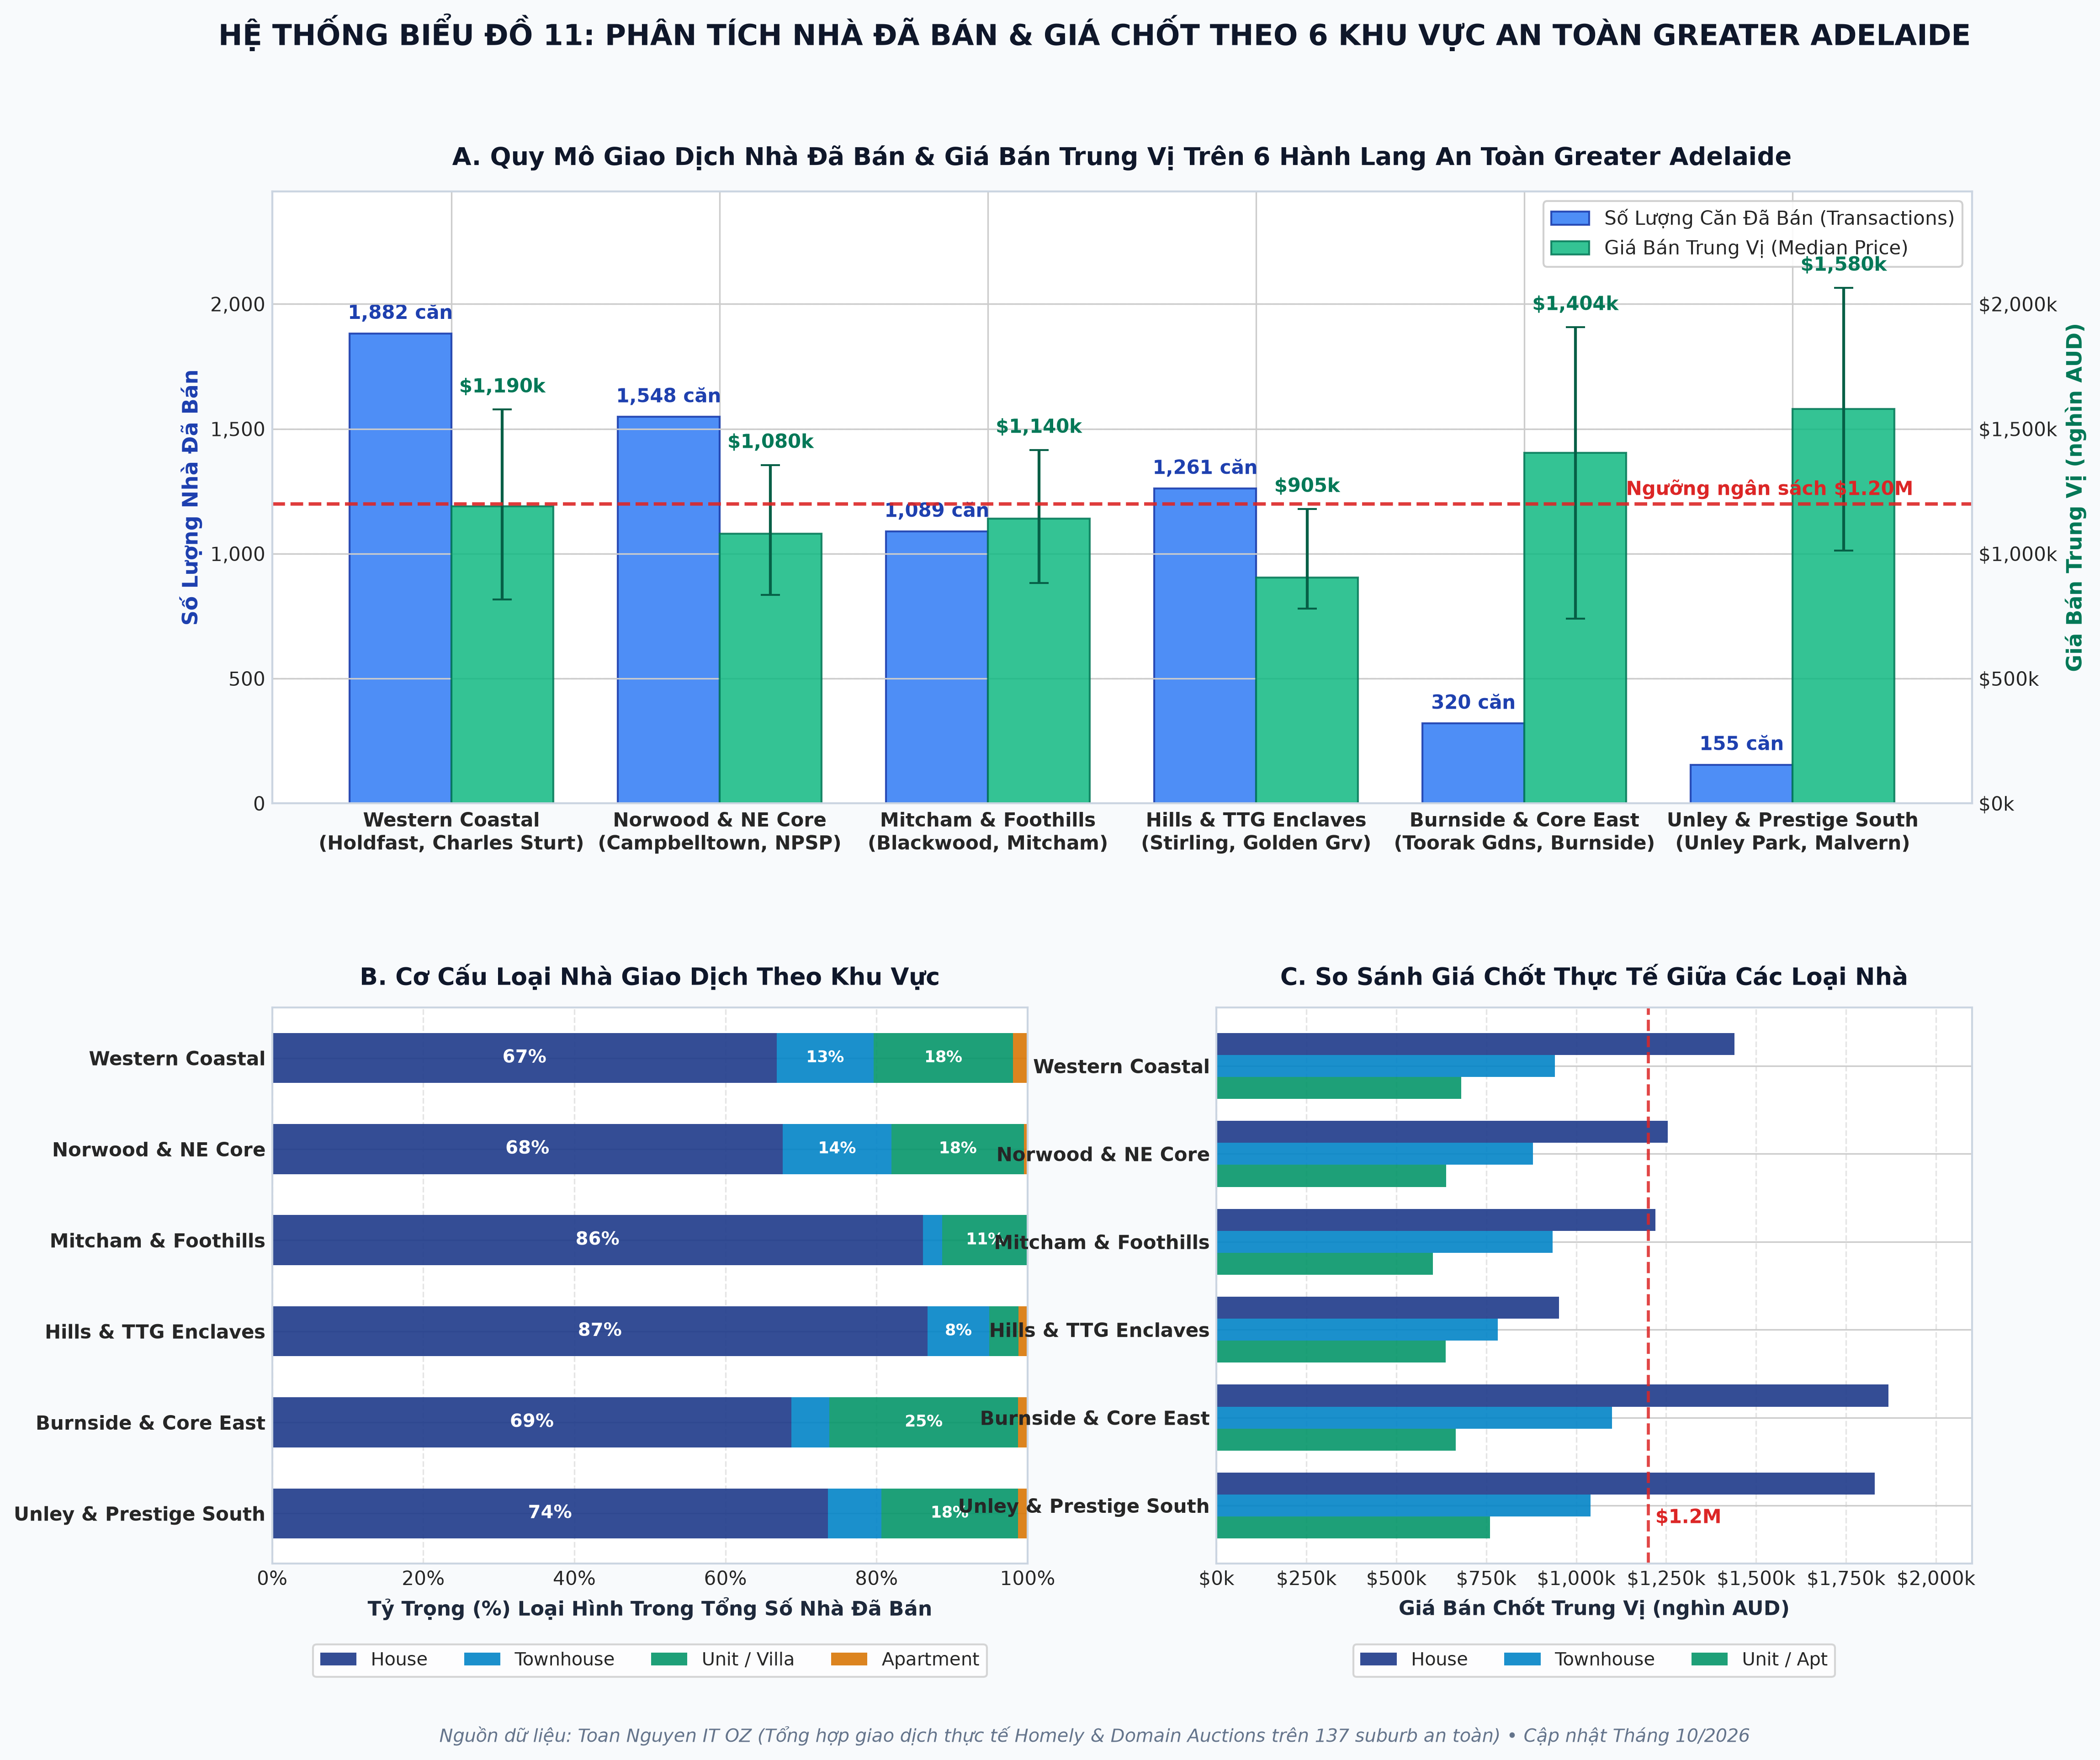 HỆ THỐNG BIỂU ĐỒ 11: PHÂN TÍCH NHÀ ĐÃ BÁN & GIÁ CHỐT THEO 6 KHU VỰC AN TOÀN GREATER ADELAIDE
A. Quy Mô Giao Dịch Nhà Đã Bán & Giá Bán Trung Vị Trên 6 Hành Lang An Toàn Greater Adelaide
Số Lượng Căn Đã Bán (Transactions)
Giá Bán Trung Vị (Median Price)
Số Lượng Nhà Đã Bán
2,000
1,500
1,000
500
0
1,882 căn
$1,190k
1,548 căn
$1,080k
1,089 căn
$1,140k
1,261 căn
$905k
320 căn
$1,404k
155 căn
$1,580k
Ngưỡng ngân sách $1.20M
$2,000k
$1,500k
$1,000k
$500k
$0k
Giá Bán Trung Vị (nghìn AUD)
Western Coastal
(Holdfast, Charles Sturt)
Norwood & NE Core
(Campbelltown, NPSP)
Mitcham & Foothills
(Blackwood, Mitcham)
Hills & TTG Enclaves
(Stirling, Golden Grv)
Burnside & Core East
(Toorak Gdns, Burnside)
Unley & Prestige South
(Unley Park, Malvern)
B. Cơ Cấu Loại Nhà Giao Dịch Theo Khu Vực
Western Coastal
67%
13%
18%
Norwood & NE Core
68%
14%
18%
Mitcham & Foothills
86%
11%
Hills & TTG Enclaves
87%
8%
Burnside & Core East
69%
25%
Unley & Prestige South
74%
18%
0%
20%
40%
60%
80%
100%
Tỷ Trọng (%) Loại Hình Trong Tổng Số Nhà Đã Bán
House
Townhouse
Unit / Villa
Apartment
C. So Sánh Giá Chốt Thực Tế Giữa Các Loại Nhà
Western Coastal
Norwood & NE Core
Mitcham & Foothills
Hills & TTG Enclaves
Burnside & Core East
Unley & Prestige South
$1.2M
$0k
$250k
$500k
$750k
$1,000k
$1,250k
$1,500k
$1,750k
$2,000k
Giá Bán Chốt Trung Vị (nghìn AUD)
House
Townhouse
Unit / Apt
Nguồn dữ liệu: Toan Nguyen IT OZ (Tổng hợp giao dịch thực tế Homely & Domain Auctions trên 137 suburb an toàn) • Cập nhật Tháng 10/2026